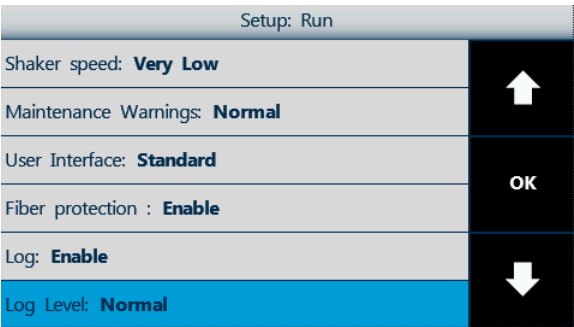 Setup: Run
Shaker speed: Very Low
Maintenance Warnings: Normal
User Interface: Standard
OK
Fiber protection : Enable
Log: Enable
Log Level: Normal